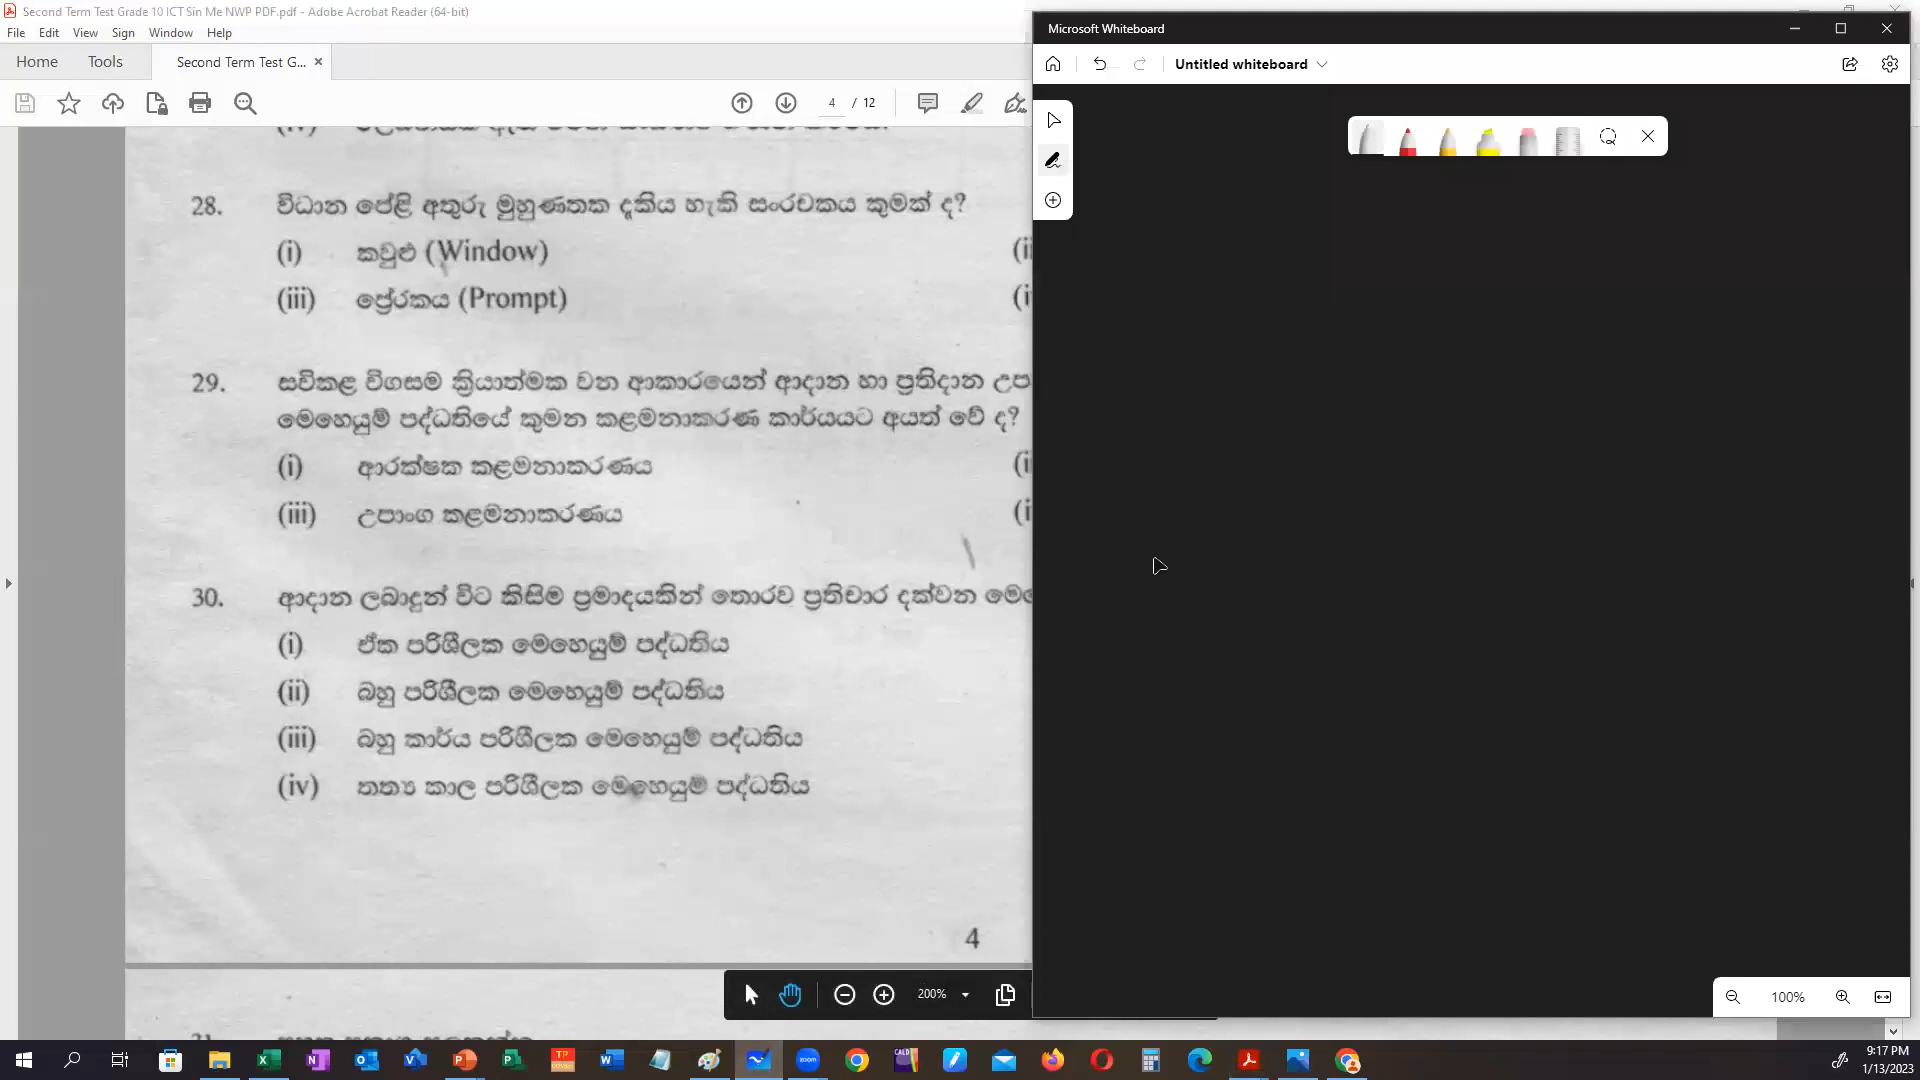 Second Term Test Grade 10 ICT Sin Me NWP PDF.pdf - Adobe Acrobat Reader (64-bit)
File Edit View Sign Window Help
Home Tools Second Term Test G... ×
4 / 12
Microsoft Whiteboard
Untitled whiteboard
28. විධාන පේළි අතුරු මුහුණතක දැකිය හැකි සංරචකය කුමක් ද?
(i) කවුළු (Window)
(iii) ප්‍රේරකය (Prompt)
29. සවිකළ විගසම ක්‍රියාත්මක වන ආකාරයෙන් ආදාන හා ප්‍රතිදාන උප
මෙහෙයුම් පද්ධතියේ කුමන කළමනාකරණ කාර්යයට අයත් වේ ද?
(i) ආරක්ෂක කළමනාකරණය
(iii) උපාංග කළමනාකරණය
30. ආදාන ලබාදුන් විට කිසිම ප්‍රමාදයකින් තොරව ප්‍රතිචාර දක්වන
(i) ඒක පරිශීලක මෙහෙයුම් පද්ධතිය
(ii) බහු පරිශීලක මෙහෙයුම් පද්ධතිය
(iii) බහු කාර්ය පරිශීලක මෙහෙයුම් පද්ධතිය
(iv) තත්‍ය කාල පරිශීලක මෙහෙයුම් පද්ධතිය
4
200%
100%
9:17 PM
1/13/2023